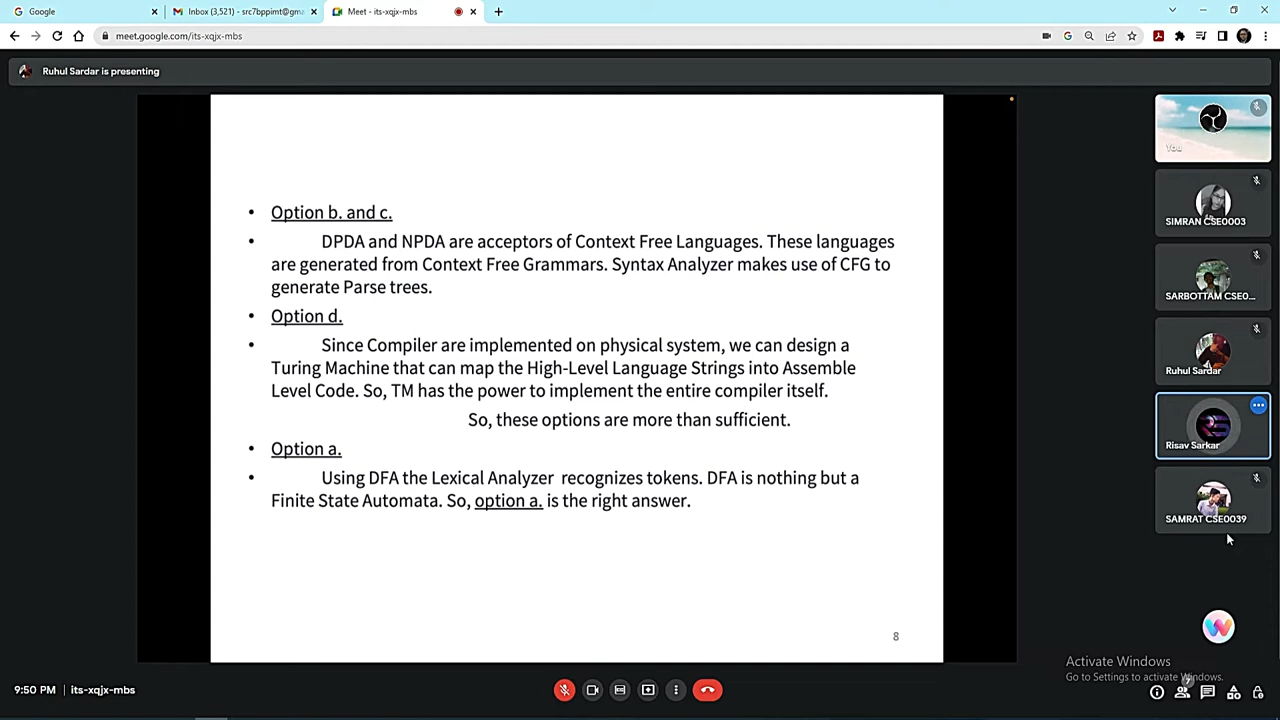 Google
Inbox (3,521) - src7bppimt@gma
Meet - its-xqjx-mbs
meet.google.com/its-xqjx-mbs
Ruhul Sardar is presenting
• Option b. and c.
• DPDA and NPDA are acceptors of Context Free Languages. These languages
are generated from Context Free Grammars. Syntax Analyzer makes use of CFG to
generate Parse trees.
• Option d.
• Since Compiler are implemented on physical system, we can design a
Turing Machine that can map the High-Level Language Strings into Assemble
Level Code. So, TM has the power to implement the entire compiler itself.
So, these options are more than sufficient.
• Option a.
• Using DFA the Lexical Analyzer recognizes tokens. DFA is nothing but a
Finite State Automata. So, option a. is the right answer.
8
You
SIMRAN CSE0003
SARBOTTAM CSE0...
Ruhul Sardar
Risav Sarkar
SAMRAT CSE0039
Activate Windows
Go to Settings to activate Windows.
7
9:50 PM | its-xqjx-mbs